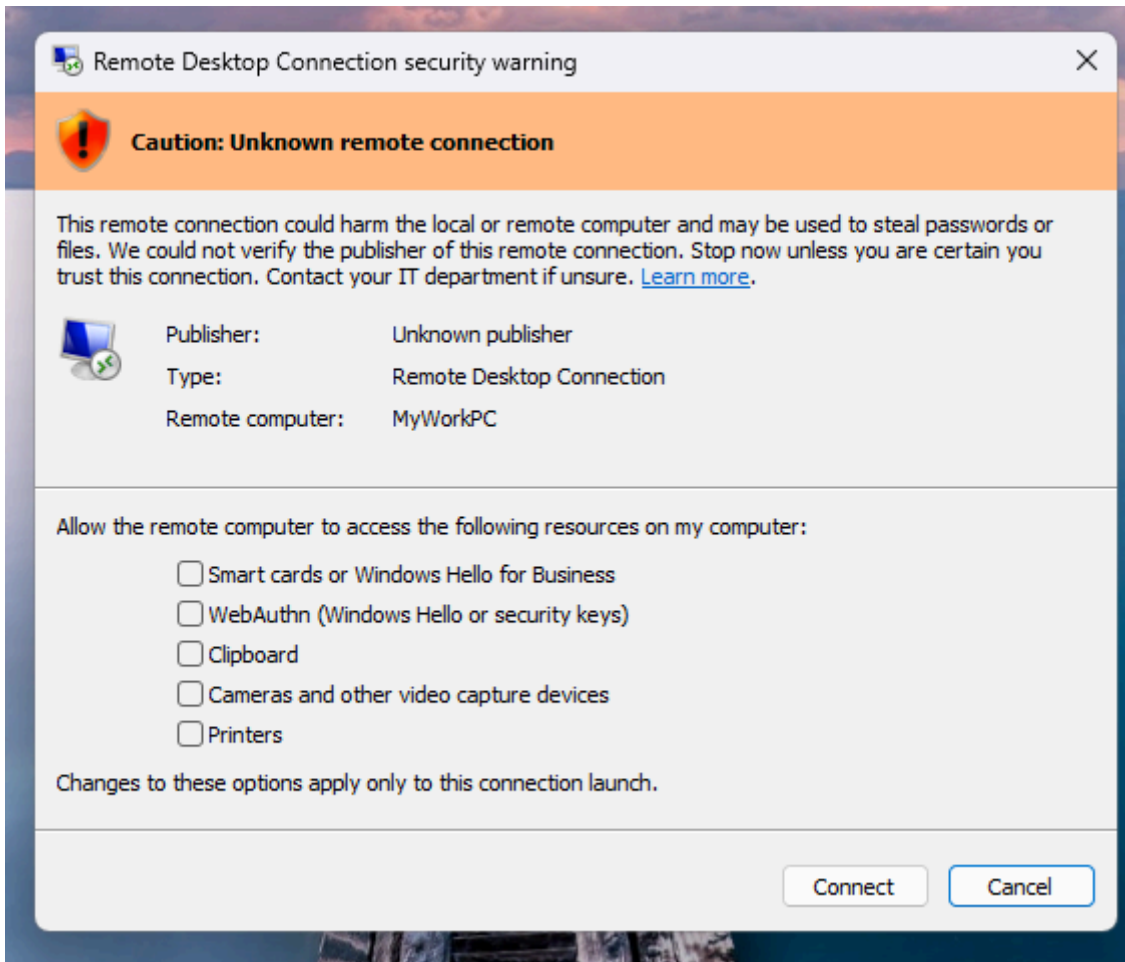 Remote Desktop Connection security warning
Caution: Unknown remote connection
This remote connection could harm the local or remote computer and may be used to steal passwords or
files. We could not verify the publisher of this remote connection. Stop now unless you are certain you
trust this connection. Contact your IT department if unsure. Learn more.
Publisher: Unknown publisher
Type: Remote Desktop Connection
Remote computer: MyWorkPC
Allow the remote computer to access the following resources on my computer:
Smart cards or Windows Hello for Business
WebAuthn (Windows Hello or security keys)
Clipboard
Cameras and other video capture devices
Printers
Changes to these options apply only to this connection launch.
Connect Cancel